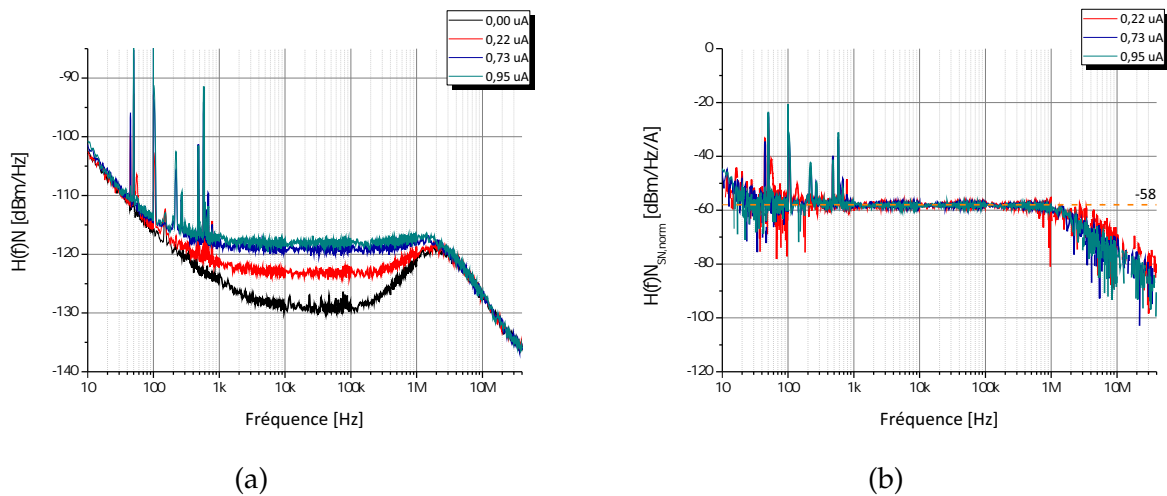 0,00 uA
0,22 uA
0,73 uA
0,95 uA
-90
-100
-110
-120
-130
-140
H(f)N [dBm/Hz]
10 100 1k 10k 100k 1M 10M
Fréquence [Hz]
(a)
0,22 uA
0,73 uA
0,95 uA
0
-20
-40
-60
-80
-100
-120
H(f)N SN,norm [dBm/Hz/A]
-58
10 100 1k 10k 100k 1M 10M
Fréquence [Hz]
(b)